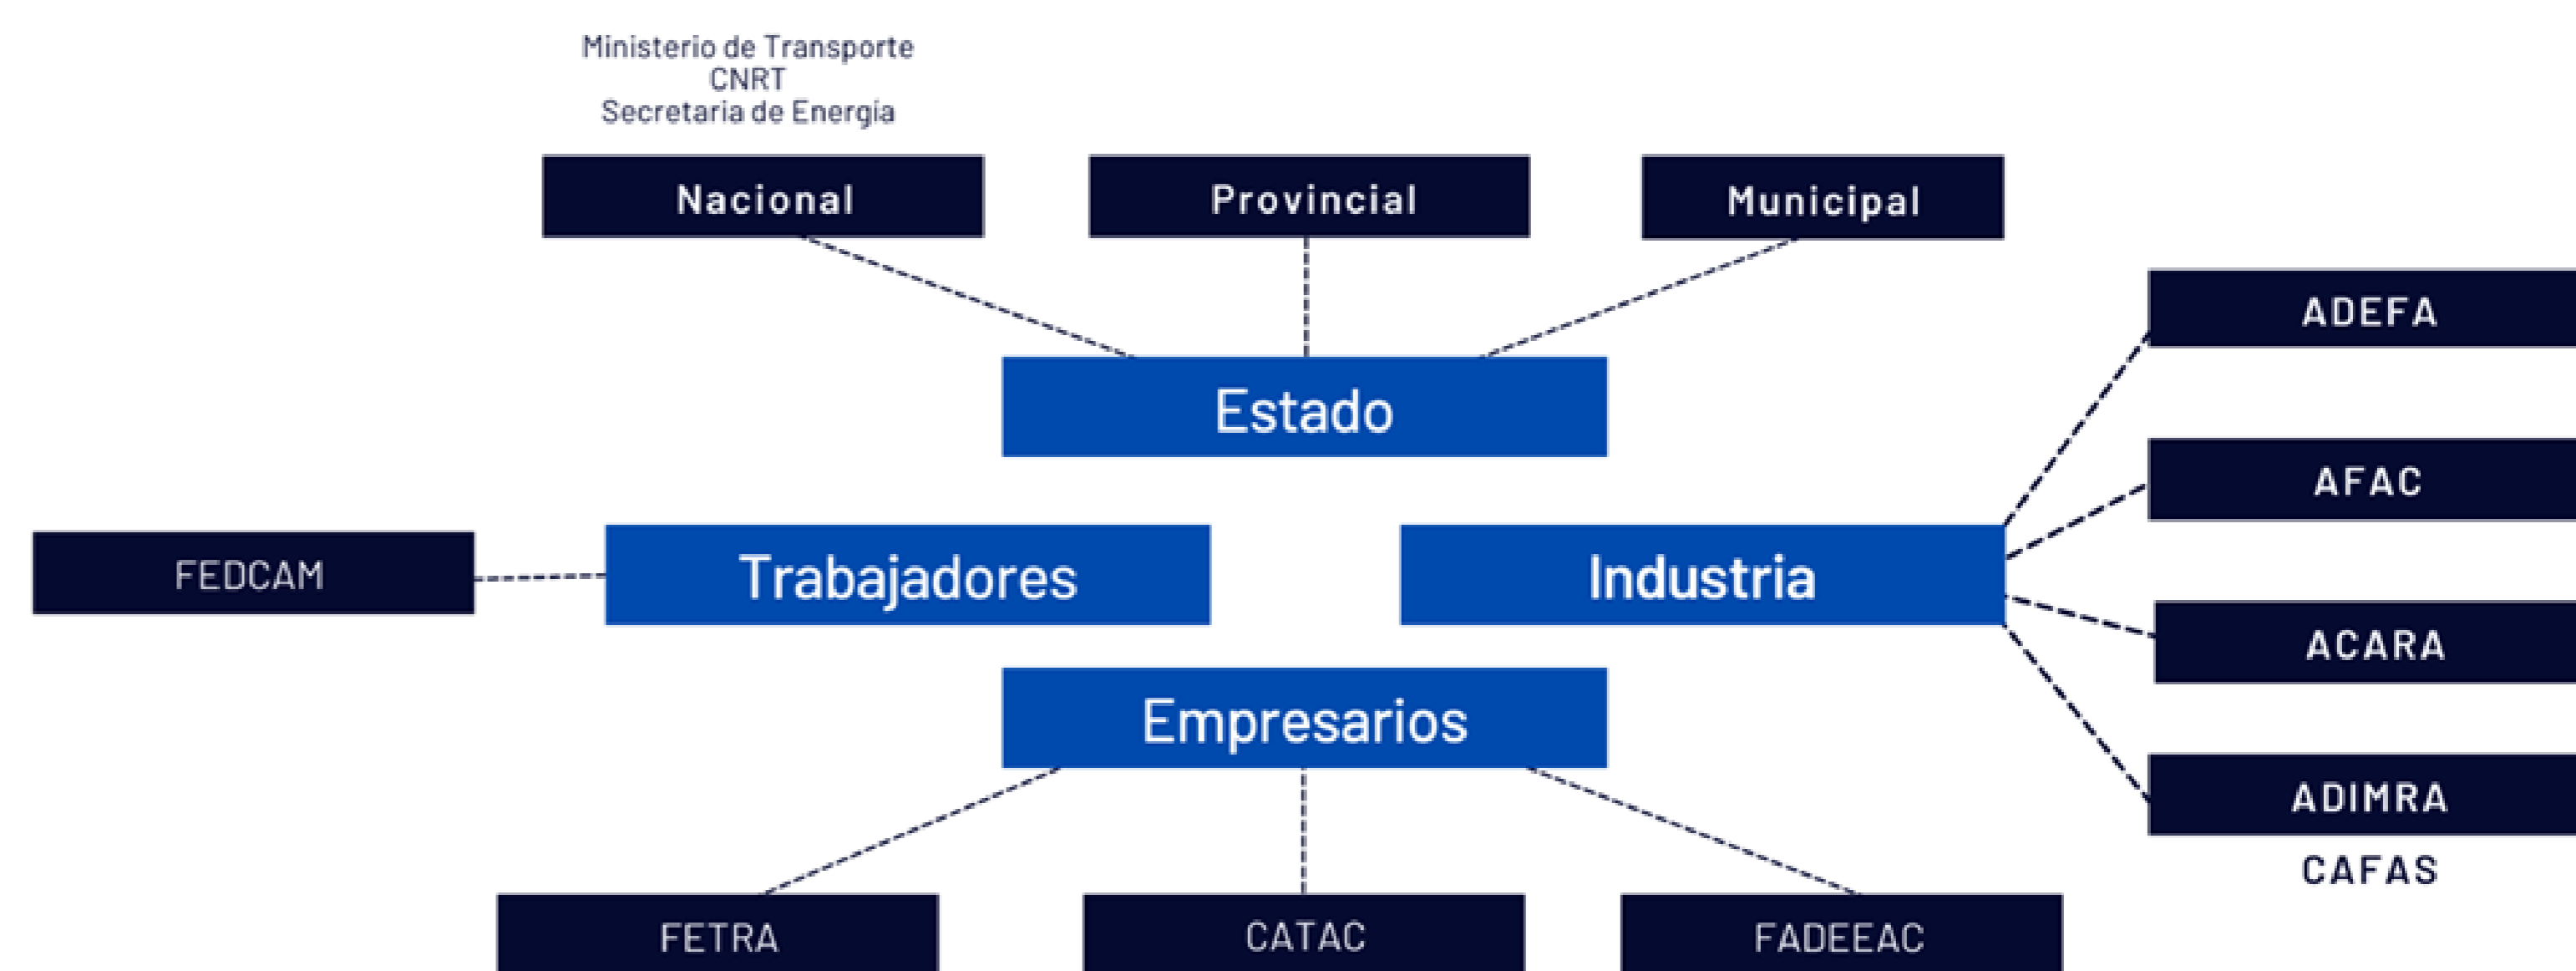 Ministerio de Transporte
CNRT
Secretaria de Energía
Nacional
Provincial
Municipal
ADEFA
Estado
AFAC
FEDCAM
Trabajadores
Industria
ACARA
Empresarios
ADIMRA
CAFAS
FETRA
CATAC
FADEEAC